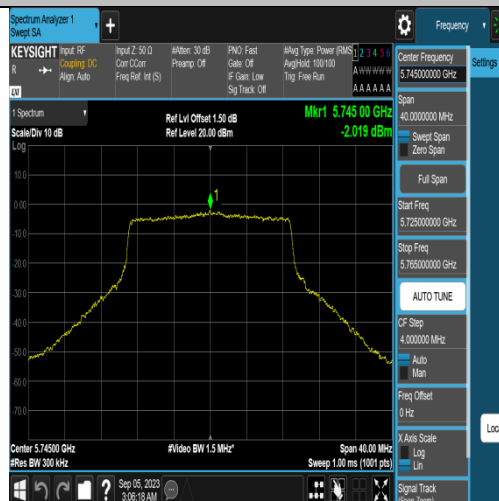 Spectrum Analyzer 1
Swept SA
+
Frequency
KEYSIGHT
Input: RF
Input Z: 50 Ω
#Atten: 30 dB
PNO: Fast
#Avg Type: Power (RMS
1 2 3 4 5 6
R
Coupling: DC
Corr CCorr
Preamp: Off
Gate: Off
Avg|Hold: 100/100
A W W W W W
Align: Auto
Freq Ref: Int (S)
IF Gain: Low
Trig: Free Run
Sig Track: Off
A A A A A A
LXI
1 Spectrum
Ref Lvl Offset 1.50 dB
Mkr1 5.745 00 GHz
Scale/Div 10 dB
Ref Level 20.00 dBm
-2.019 dBm
Log
10.0
0.00
-10.0
-20.0
-30.0
-40.0
-50.0
-60.0
-70.0
1
Center 5.74500 GHz
#Video BW 1.5 MHz*
Span 40.00 MHz
#Res BW 300 kHz
Sweep 1.00 ms (1001 pts)
Sep 05, 2023
3:06:18 AM
?
Center Frequency
5.745000000 GHz
Settings
Span
40.0000000 MHz
Swept Span
Zero Span
Full Span
Start Freq
5.725000000 GHz
Stop Freq
5.765000000 GHz
AUTO TUNE
CF Step
4.000000 MHz
Auto
Man
Freq Offset
0 Hz
X Axis Scale
Log
Lin
Loc
Signal Track
(Span Zoom)